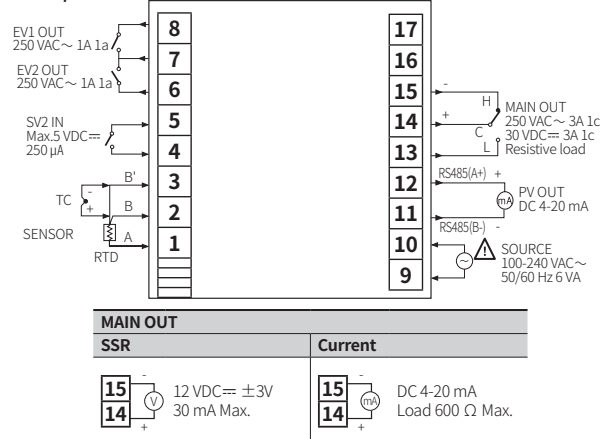 EV1 OUT
250 VAC～ 1A 1a
EV2 OUT
250 VAC～ 1A 1a
SV2 IN
Max.5 VDC⎓
250 µA
TC
-
+
SENSOR
RTD
B'
B
A
8
7
6
5
4
3
2
1
17
16
15
14
13
12
11
10
9
-
+
H
C
L
MAIN OUT
250 VAC～ 3A 1c
30 VDC⎓ 3A 1c
Resistive load
RS485(A+) +
mA
PV OUT
DC 4-20 mA
RS485(B-) -
SOURCE
100-240 VAC～
50/60 Hz 6 VA
MAIN OUT
SSR
Current
15
14
-
V
+
12 VDC⎓ ±3V
30 mA Max.
15
14
-
mA
+
DC 4-20 mA
Load 600 Ω Max.